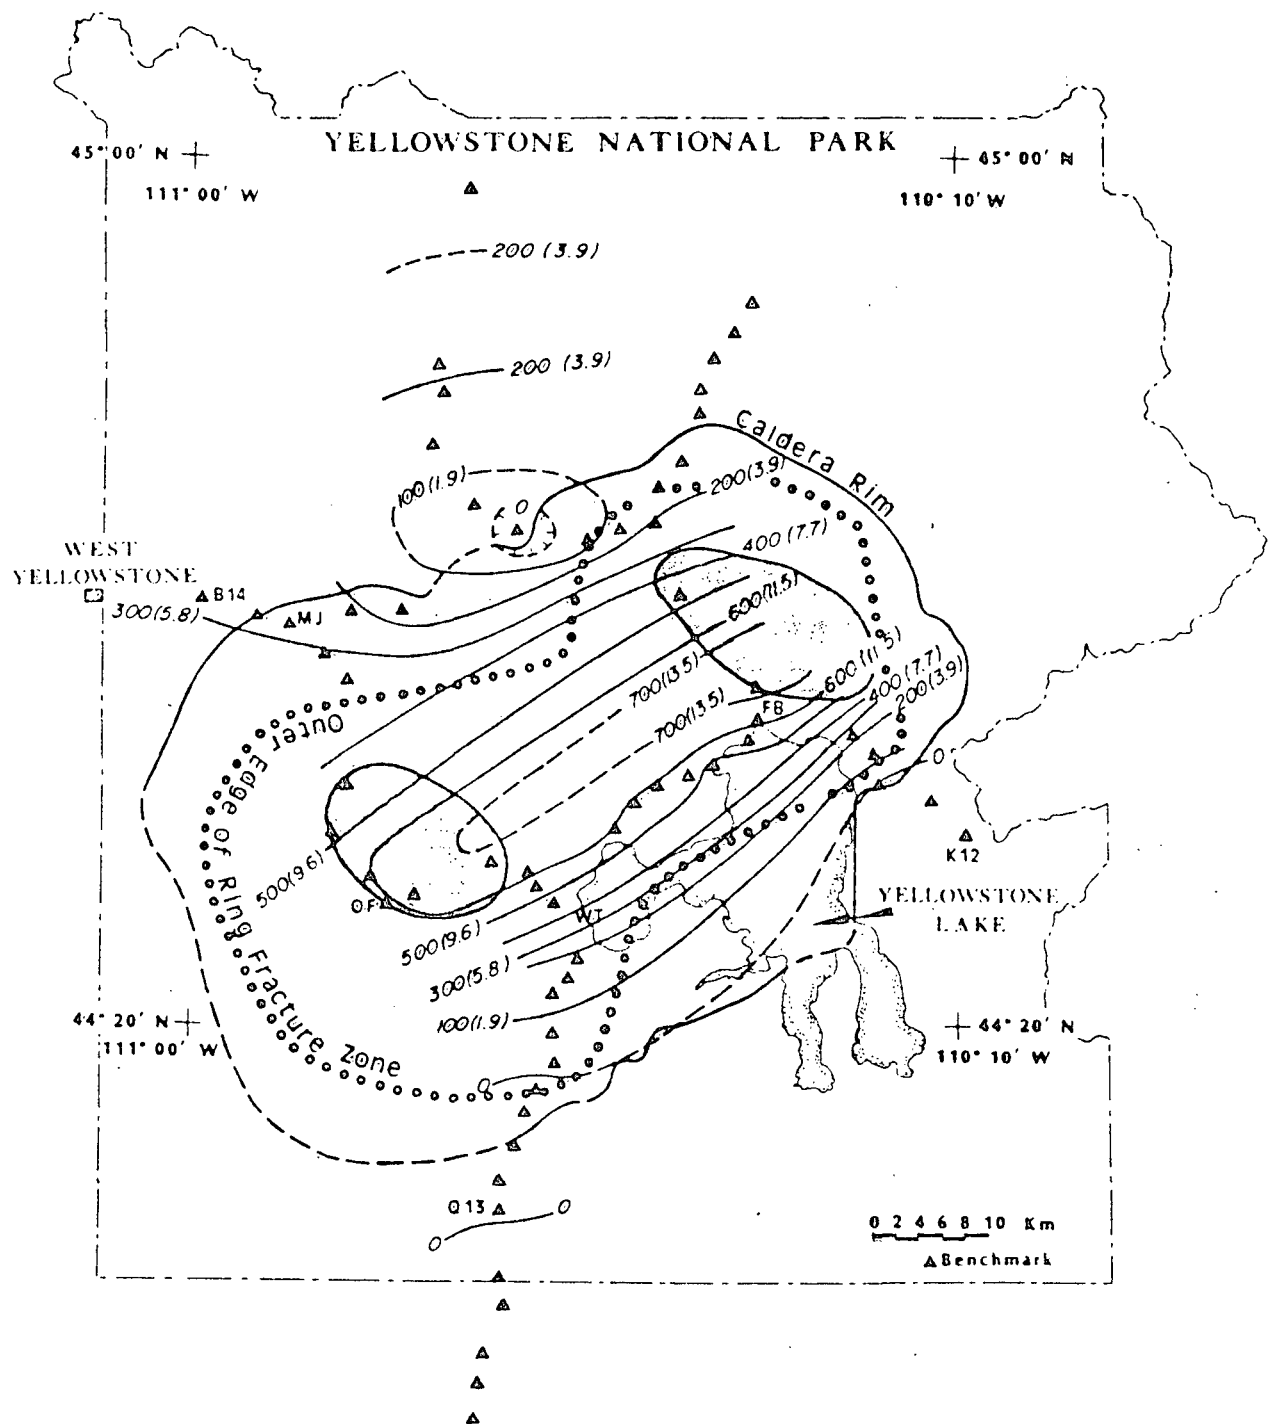 YELLOWSTONE NATIONAL PARK
45° 00' N
111° 00' W
45° 00' N
110° 10' W
200 (3.9)
200 (3.9)
Caldera Rim
200(3.9)
100(1.9)
0
400 (7.7)
WEST
YELLOWSTONE
B14
MJ
300(5.8)
600(11.5)
700(13.5)
600(11.5)
400(7.7)
200(3.9)
700(13.5)
FB
Outer Edge OF Ring Fracture Zone
0
K12
500(9.6)
OF
WT
YELLOWSTONE
LAKE
500(9.6)
300(5.8)
100(1.9)
44° 20' N
111° 00' W
44° 20' N
110° 10' W
0
Q13
0
0
0 2 4 6 8 10 Km
Benchmark